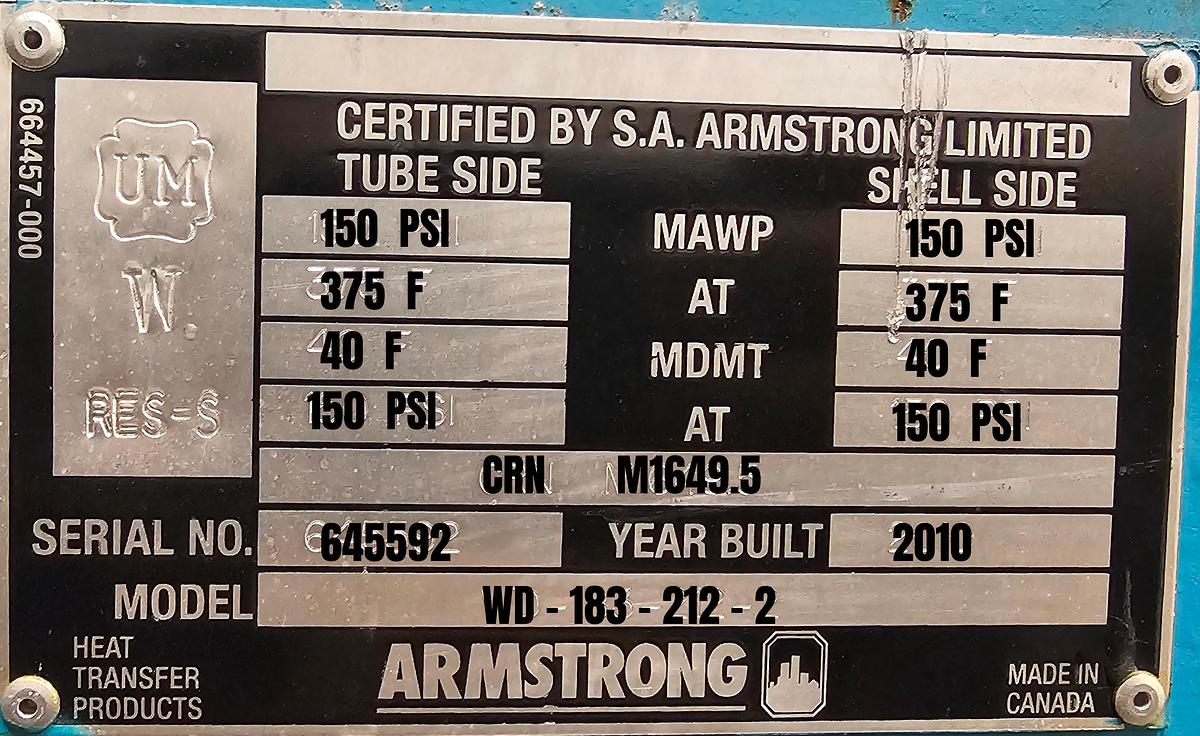 664457-000
UM
W.
RES-S
CERTIFIED BY S.A. ARMSTRONG LIMITED
TUBE SIDE SHELL SIDE
150 PSI MAWP 150 PSI
375 F AT 375 F
40 F MDMT 40 F
150 PSI AT 150 PSI
CRN M1649.5
SERIAL NO. 645592 YEAR BUILT 2010
MODEL WD - 183 - 212 - 2
HEAT
TRANSFER
PRODUCTS
ARMSTRONG
MADE IN
CANADA